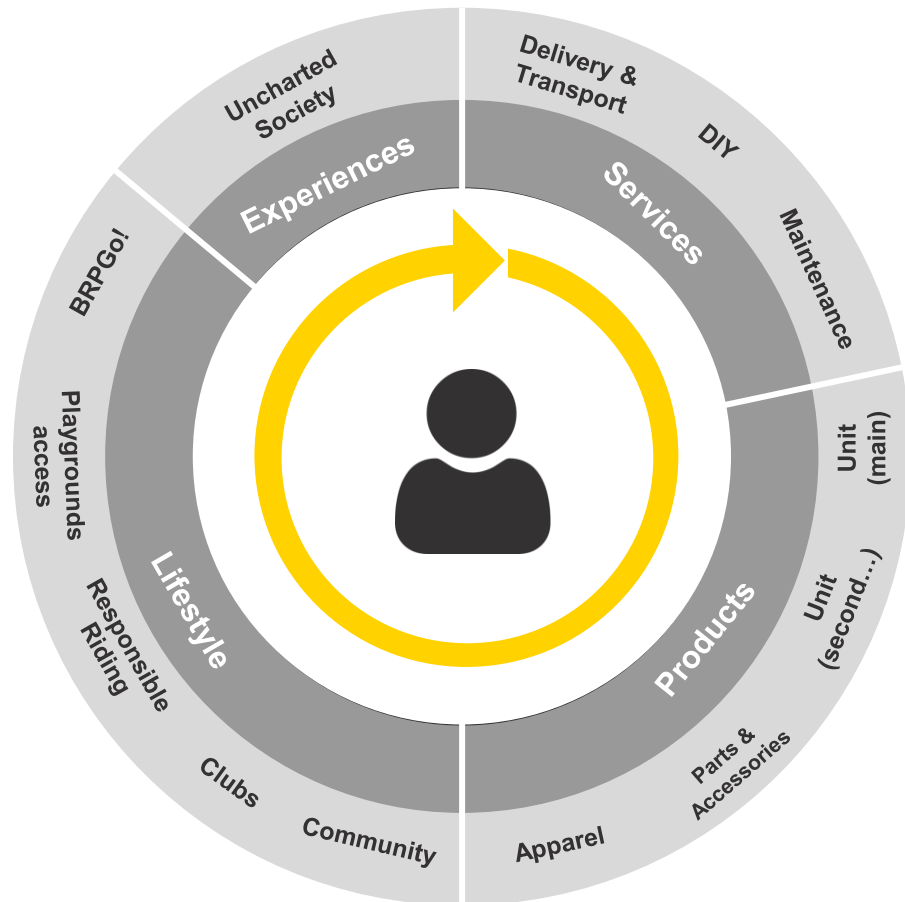 Experiences
Uncharted
Society
Services
Delivery &
Transport
DIY
Maintenance
Products
Unit
(main)
Unit
(second...)
Parts &
Accessories
Apparel
Lifestyle
Community
Clubs
Responsible
Riding
Playgrounds
access
BRPGo!